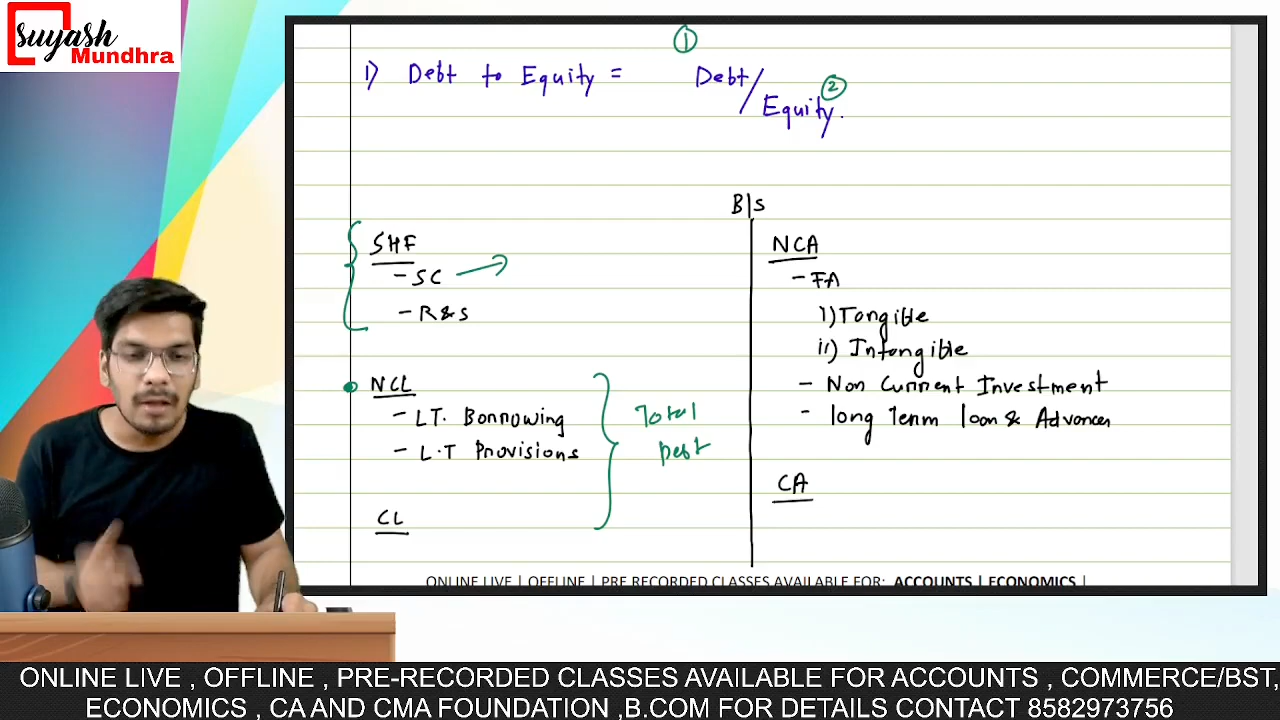 Suyash
Mundhra
①
1) Debt to Equity = Debt/
Equity. ②
B/s
SHF
- SC →
- R&S
NCL
- LT. Borrowing
- L.T Provisions
CL
Total
Debt
NCA
- FA
i) Tangible
ii) Intangible
- Non Current Investment
- long Term loan & Advances
CA
ONLINE LIVE | OFFLINE | PRE RECORDED CLASSES AVAILABLE FOR: ACCOUNTS | ECONOMICS |
ONLINE LIVE , OFFLINE , PRE-RECORDED CLASSES AVAILABLE FOR ACCOUNTS , COMMERCE/BST,
ECONOMICS , CA AND CMA FOUNDATION ,B.COM FOR DETAILS CONTACT 8582973756